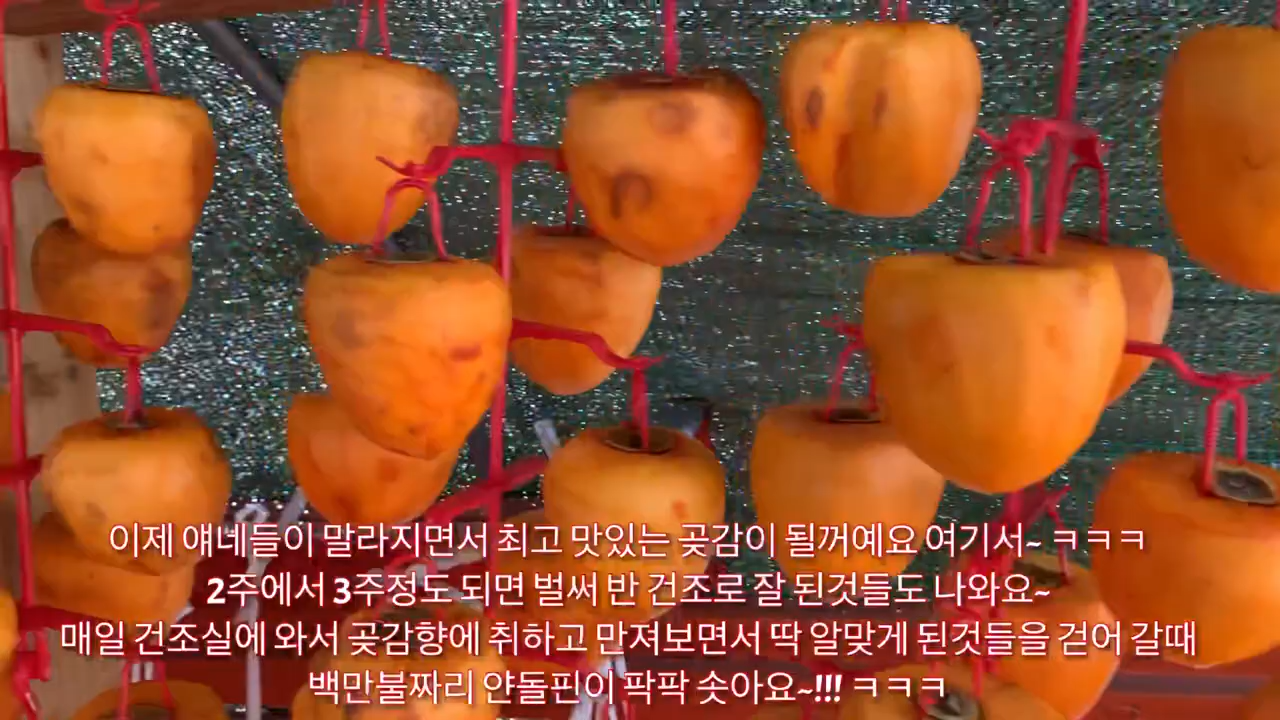 이제 얘네들이 말라지면서 최고 맛있는 곶감이 될꺼예요 여기서~ ㅋㅋㅋ
2주에서 3주정도 되면 벌써 반 건조로 잘 된것들도 나와요~
매일 건조실에 와서 곶감향에 취하고 만져보면서 딱 알맞게 된것들을 걷어 갈때
백만불짜리 얀돌핀이 팍팍 솟아요~!!! ㅋㅋㅋ